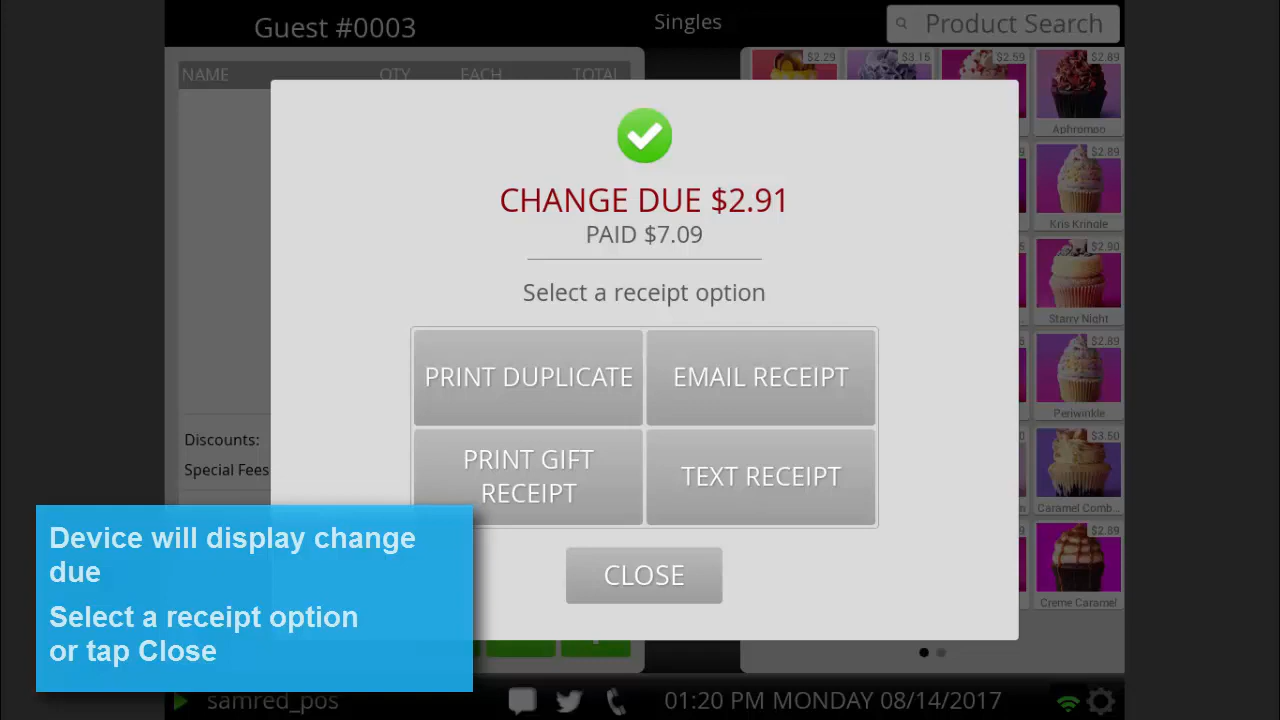 Guest #0003
Singles
Product Search
NAME QTY EACH TOTAL
$2.29 $3.15 $2.59 $2.89
Aphromoo
$2.89
Kris Kringle
$2.90
Starry Night
$2.89
Periwinkle
$3.50
Caramel Comb...
$2.89
Creme Caramel
CHANGE DUE $2.91
PAID $7.09
Select a receipt option
PRINT DUPLICATE
EMAIL RECEIPT
PRINT GIFT
RECEIPT
TEXT RECEIPT
CLOSE
Discounts:
Special Fees
Device will display change
due
Select a receipt option
or tap Close
samred_pos
01:20 PM MONDAY 08/14/2017